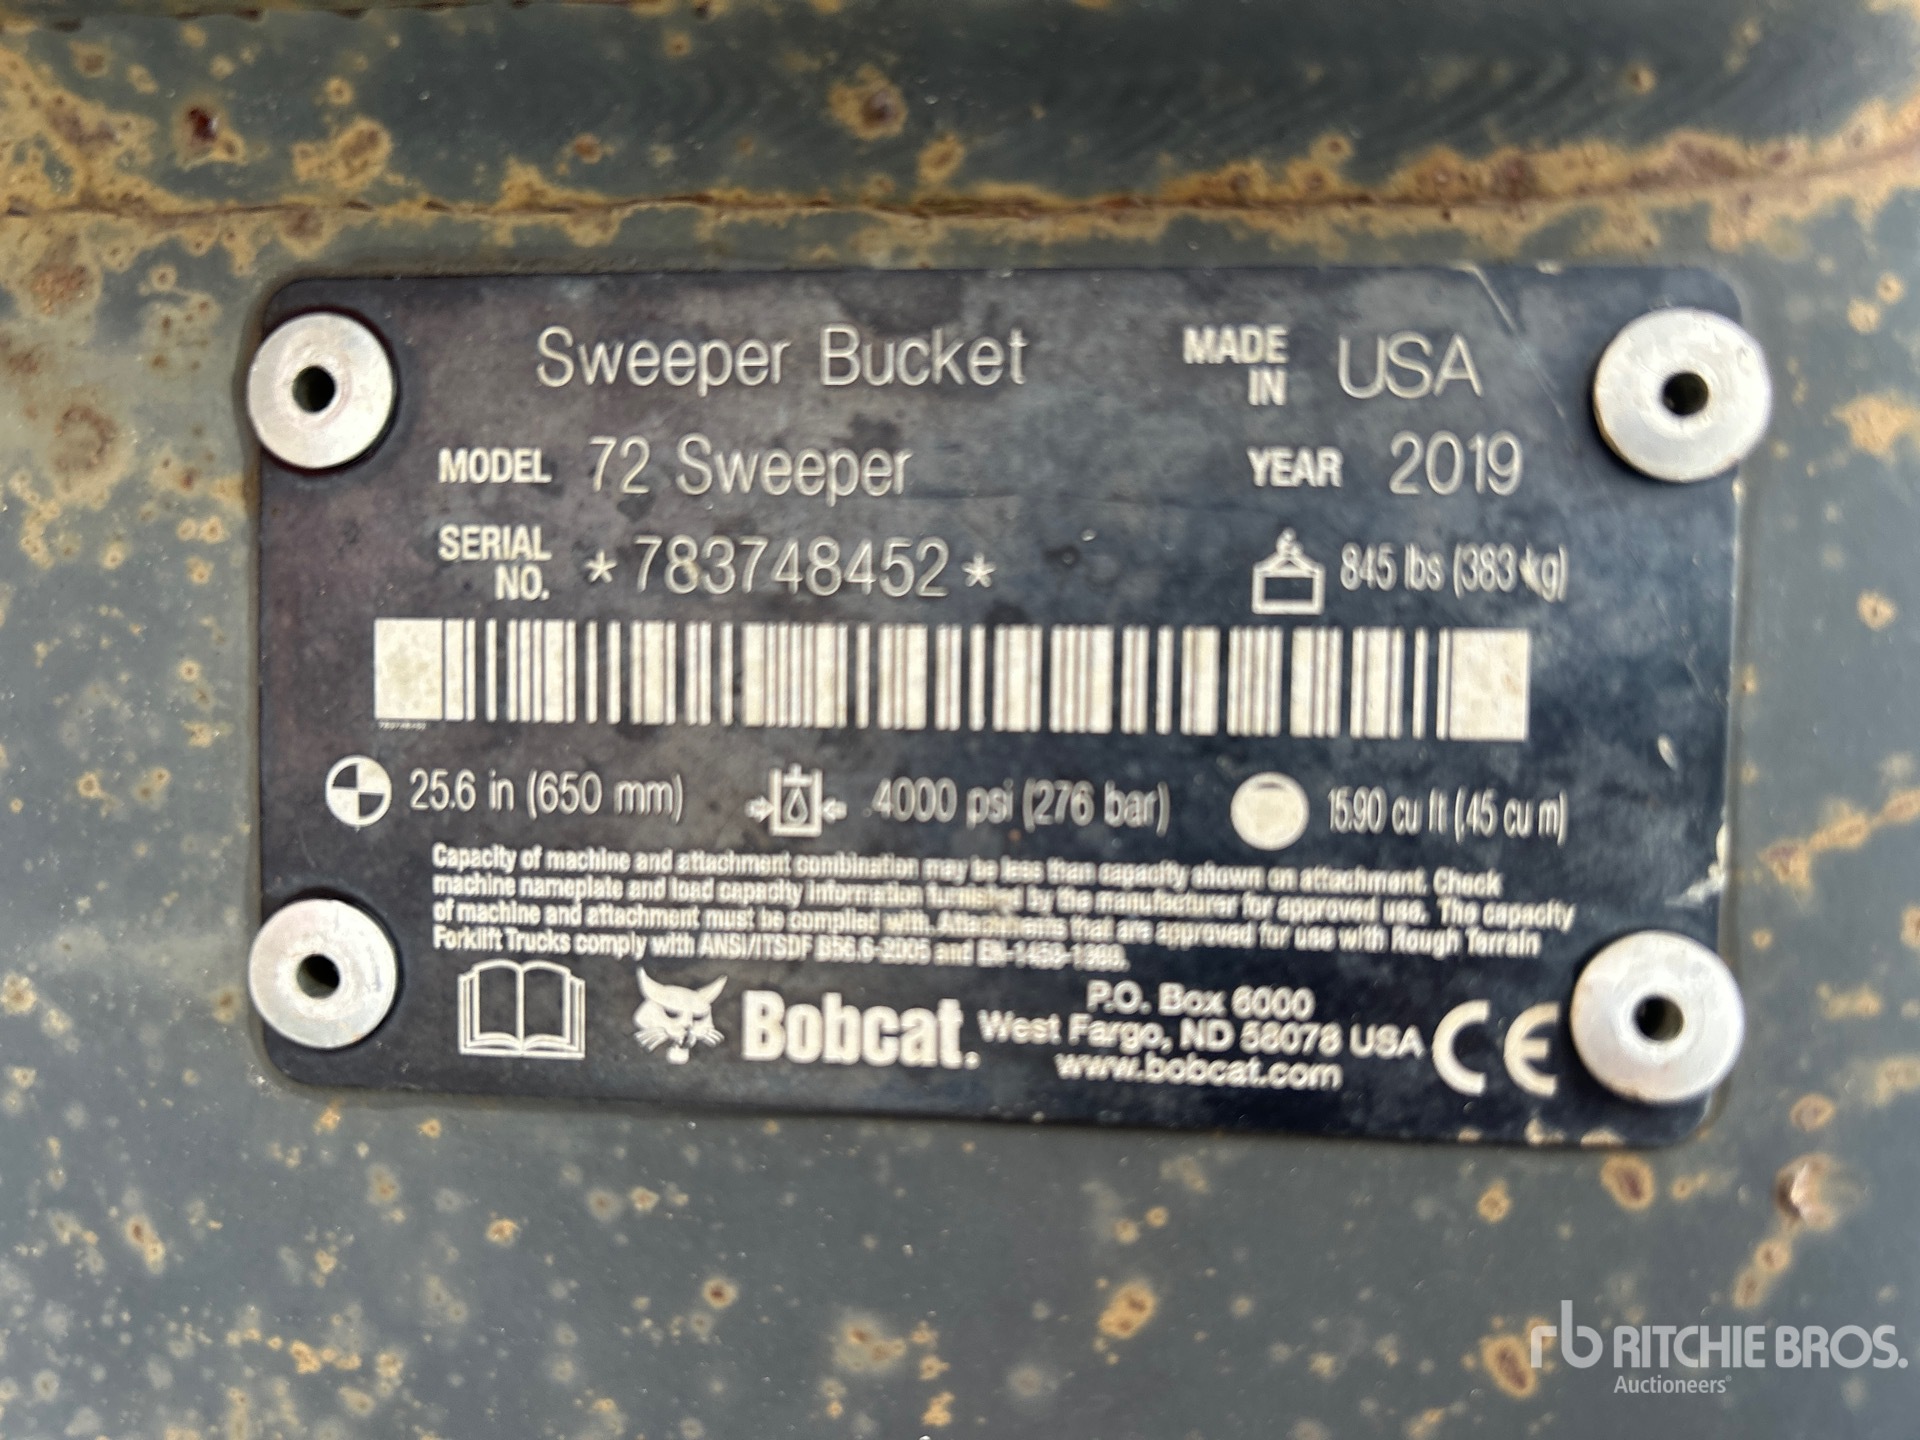 Sweeper Bucket MADE IN USA
MODEL 72 Sweeper YEAR 2019
SERIAL NO. *783748452* 845 lbs (383 kg)
783748452
25.6 in (650 mm) 4000 psi (276 bar) 15.90 cu ft (.45 cu m)
Capacity of machine and attachment combination may be less than capacity shown on attachment. Check
machine nameplate and load capacity information furnished by the manufacturer for approved use. The capacity
of machine and attachment must be complied with. Attachments that are approved for use with Rough Terrain
Forklift Trucks comply with ANSI/ITSDF B56.6-2005 and EN-1459-1999.
Bobcat.
P.O. Box 6000
West Fargo, ND 58078 USA
www.bobcat.com
CE
rb RITCHIE BROS.
Auctioneers